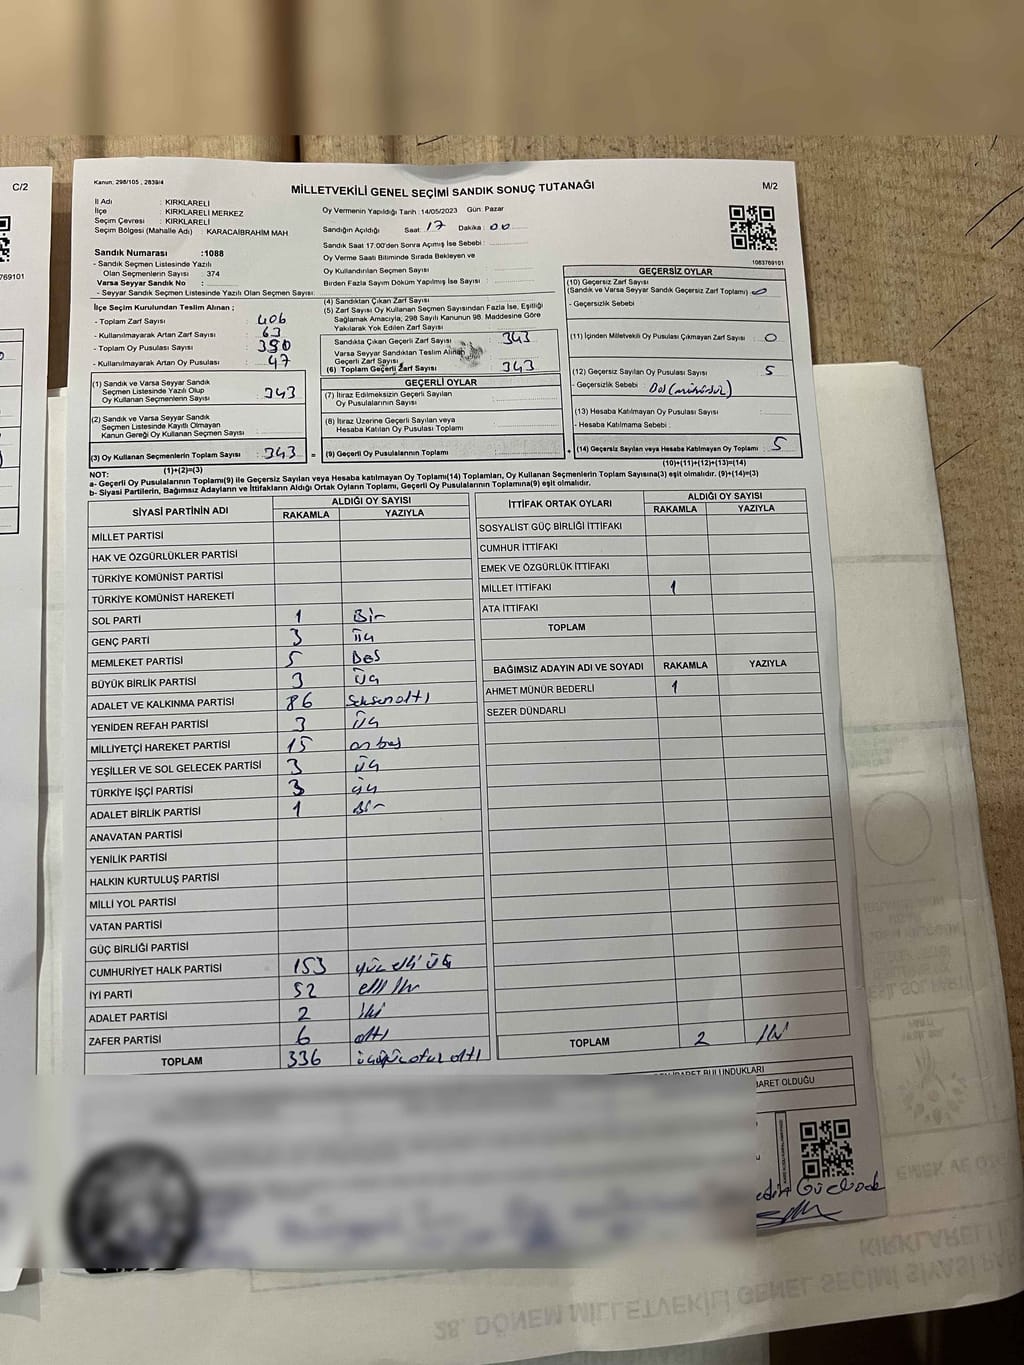 C/2
Kanun: 298/105 , 2839/4
MİLLETVEKİLİ GENEL SEÇİMİ SANDIK SONUÇ TUTANAĞI
M/2
İl Adı : KIRKLARELİ
İlçe : KIRKLARELİ MERKEZ
Seçim Çevresi : KIRKLARELİ
Seçim Bölgesi (Mahalle Adı) : KARACAİBRAHİM MAH
Sandık Numarası :1088
- Sandık Seçmen Listesinde Yazılı
Olan Seçmenlerin Sayısı : 374
Varsa Seyyar Sandık No :
- Seyyar Sandık Seçmen Listesinde Yazılı Olan Seçmen Sayısı:
İlçe Seçim Kurulundan Teslim Alınan ;
- Toplam Zarf Sayısı : 406
- Kullanılmayarak Artan Zarf Sayısı : 63
- Toplam Oy Pusulası Sayısı : 390
- Kullanılmayarak Artan Oy Pusulası : 47
(1) Sandık ve Varsa Seyyar Sandık
Seçmen Listesinde Yazılı Olup
Oy Kullanan Seçmenlerin Sayısı : 343
(2) Sandık ve Varsa Seyyar Sandık
Seçmen Listesinde Kayıtlı Olmayan
Kanun Gereği Oy Kullanan Seçmen Sayısı :
(3) Oy Kullanan Seçmenlerin Toplam Sayısı : 343 =
(1)+(2)=(3)
Oy Vermenin Yapıldığı Tarih :14/05/2023 Gün: Pazar
Sandığın Açıldığı Saat 17 Dakika : 00
Sandık Saat 17:00'den Sonra Açmış İse Sebebi :
Oy Verme Saati Bitiminde Sırada Bekleyen ve
Oy Kullandırılan Seçmen Sayısı :
Birden Fazla Sayım Döküm Yapılmış İse Sayısı :
(4) Sandıktan Çıkan Zarf Sayısı
(5) Zarf Sayısı Oy Kullanan Seçmen Sayısından Fazla İse, Eşitliği
Sağlamak Amacıyla, 298 Sayılı Kanunun 98. Maddesine Göre
Yakılarak Yok Edilen Zarf Sayısı :
Sandıkta Çıkan Geçerli Zarf Sayısı : 343
Varsa Seyyar Sandıktan Teslim Alınan
Geçerli Zarf Sayısı
(6) Toplam Geçerli Zarf Sayısı : 343
GEÇERLİ OYLAR
(7) İtiraz Edilmeksizin Geçerli Sayılan
Oy Pusulalarının Sayısı :
(8) İtiraz Üzerine Geçerli Sayılan veya
Hesaba Katılan Oy Pusulası Toplamı :
(9) Geçerli Oy Pusulalarının Toplamı : +
1083769101
GEÇERSİZ OYLAR
(10) Geçersiz Zarf Sayısı
(Sandık ve Varsa Seyyar Sandık Geçersiz Zarf Toplamı) : 0
- Geçersizlik Sebebi
(11) İçinden Milletvekili Oy Pusulası Çıkmayan Zarf Sayısı : 0
(12) Geçersiz Sayılan Oy Pusulası Sayısı : 5
- Geçersizlik Sebebi :
(13) Hesaba Katılmayan Oy Pusulası Sayısı :
- Hesaba Katılmama Sebebi :
(14) Geçersiz Sayılan veya Hesaba Katılmayan Oy Toplamı : 5
(10)+(11)+(12)+(13)=(14)
NOT:
a- Geçerli Oy Pusulalarının Toplamı(9) ile Geçersiz Sayılan veya Hesaba katılmayan Oy Toplamı(14) Toplamları, Oy Kullanan Seçmenlerin Toplam Sayısına(3) eşit olmalıdır. (9)+(14)=(3)
b- Siyasi Partilerin, Bağımsız Adayların ve İttifakların Aldığı Ortak Oyların Toplamı, Geçerli Oy Pusulalarının Toplamına(9) eşit olmalıdır.
SİYASİ PARTİNİN ADI ALDIĞI OY SAYISI
RAKAMLA YAZIYLA
MİLLET PARTİSİ
HAK VE ÖZGÜRLÜKLER PARTİSİ
TÜRKİYE KOMÜNİST PARTİSİ
TÜRKİYE KOMÜNİST HAREKETİ
SOL PARTİ 1 Bir
GENÇ PARTİ 3 üç
MEMLEKET PARTİSİ 5 Beş
BÜYÜK BİRLİK PARTİSİ 3 üç
ADALET VE KALKINMA PARTİSİ 86 Seksenaltı
YENİDEN REFAH PARTİSİ 3 üç
MİLLİYETÇİ HAREKET PARTİSİ 15 onbeş
YEŞİLLER VE SOL GELECEK PARTİSİ 3 üç
TÜRKİYE İŞÇİ PARTİSİ 3 üç
ADALET BİRLİK PARTİSİ 1 Bir
ANAVATAN PARTİSİ
YENİLİK PARTİSİ
HALKIN KURTULUŞ PARTİSİ
MİLLİ YOL PARTİSİ
VATAN PARTİSİ
GÜÇ BİRLİĞİ PARTİSİ
CUMHURİYET HALK PARTİSİ 153 yüz elli üç
İYİ PARTİ 52 elli iki
ADALET PARTİSİ 2 iki
ZAFER PARTİSİ 6 altı
TOPLAM 336 üçyüzotuz altı
İTTİFAK ORTAK OYLARI ALDIĞI OY SAYISI
RAKAMLA YAZIYLA
SOSYALİST GÜÇ BİRLİĞİ İTTİFAKI
CUMHUR İTTİFAKI
EMEK VE ÖZGÜRLÜK İTTİFAKI
MİLLET İTTİFAKI 1
ATA İTTİFAKI
TOPLAM
BAĞIMSIZ ADAYIN ADI VE SOYADI RAKAMLA YAZIYLA
AHMET MÜNÜR BEDERLİ 1
SEZER DÜNDARLI
TOPLAM 2 iki
BULUNDUKLARI
BARET OLDUĞU